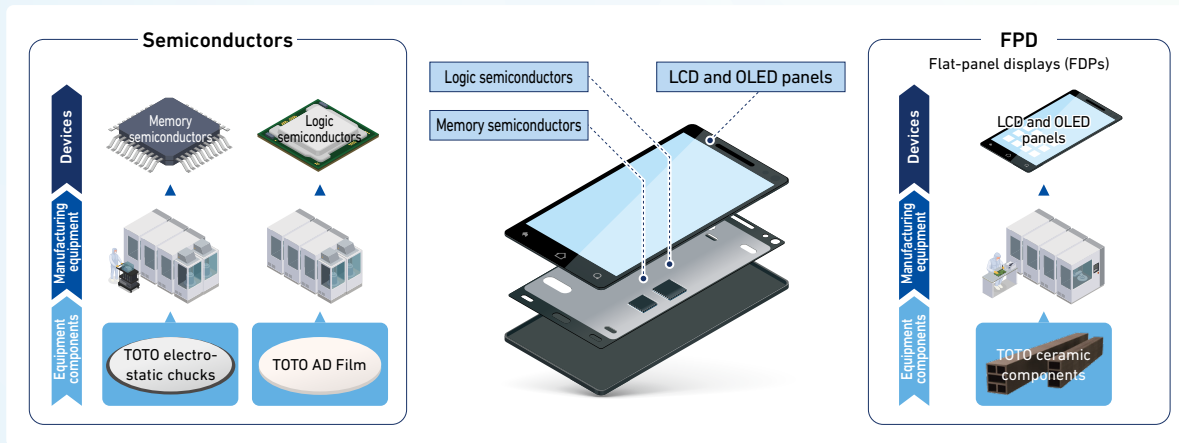 Semiconductors
Devices
Manufacturing
equipment
Equipment
components
Memory
semiconductors
Logic
semiconductors
TOTO electro-
static chucks
TOTO AD Film
Logic semiconductors
Memory semiconductors
LCD and OLED panels
FPD
Flat-panel displays (FDPs)
Devices
Manufacturing
equipment
Equipment
components
LCD and OLED
panels
TOTO ceramic
components